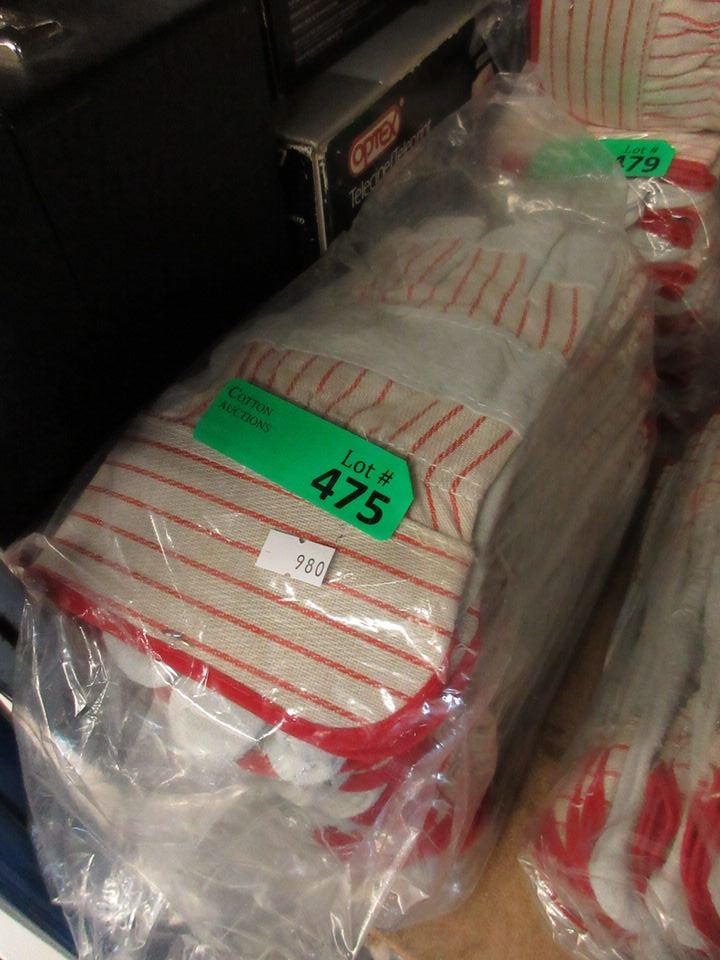 OPTEX
Lot #
479
COTTON
AUCTIONS
Lot #
475
980